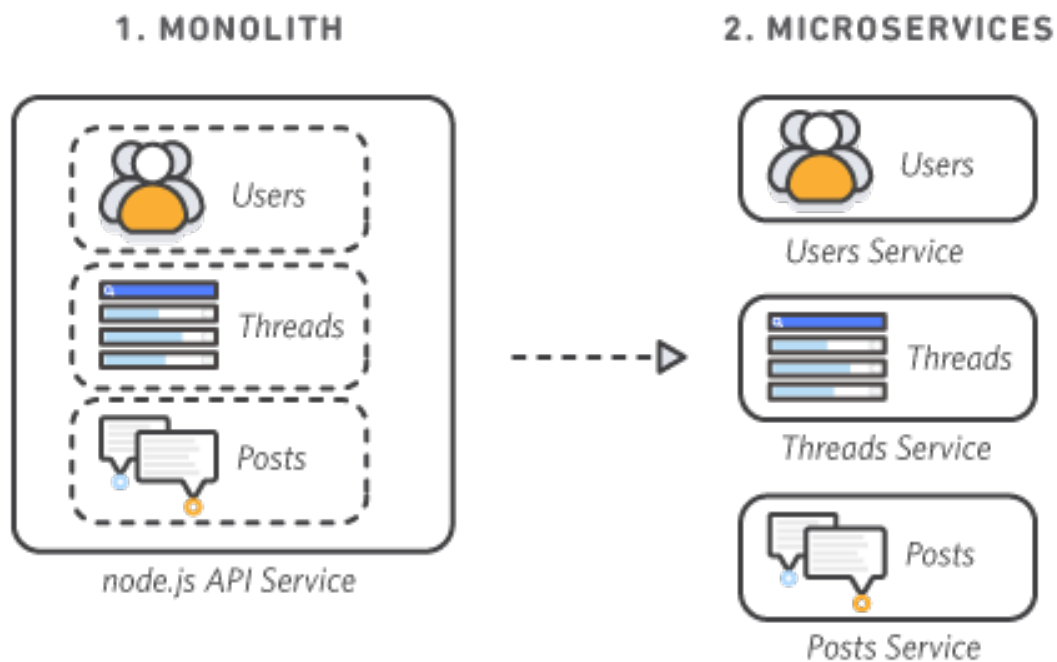 1. MONOLITH
Users
Threads
Posts
node.js API Service
2. MICROSERVICES
Users
Users Service
Threads
Threads Service
Posts
Posts Service